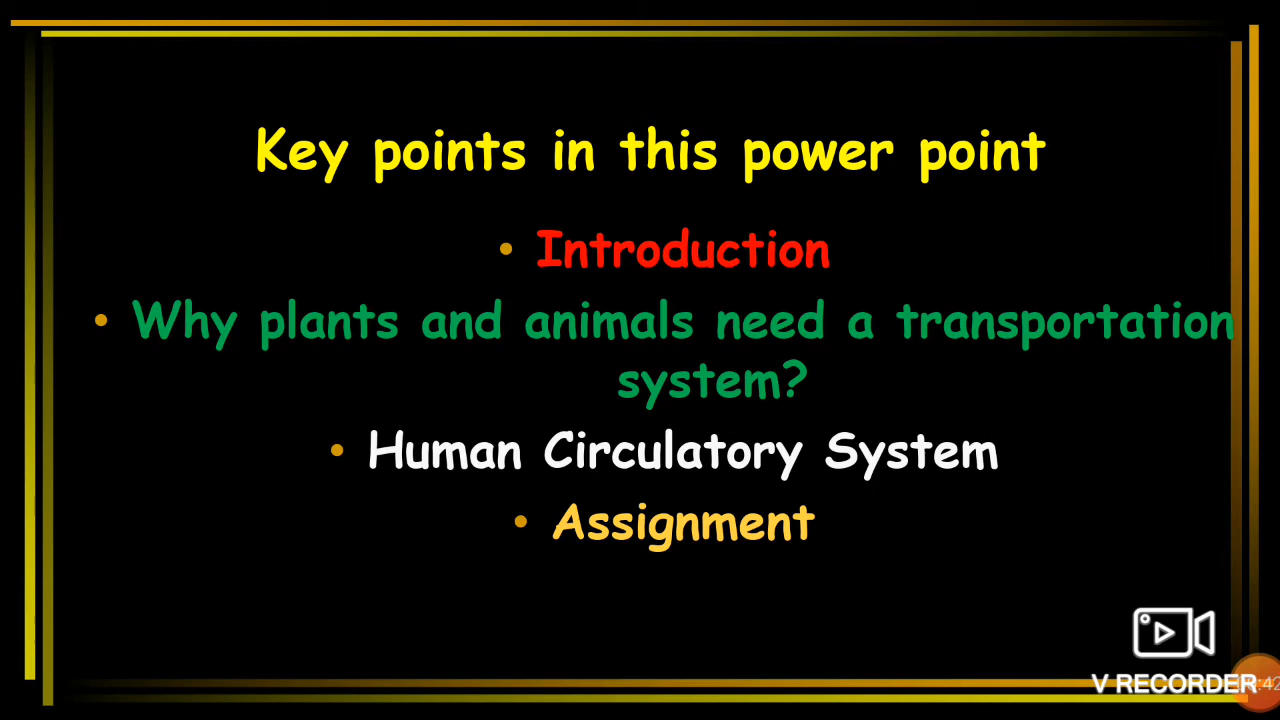 Key points in this power point
• Introduction
• Why plants and animals need a transportation
system?
• Human Circulatory System
• Assignment
V RECORDER
:42